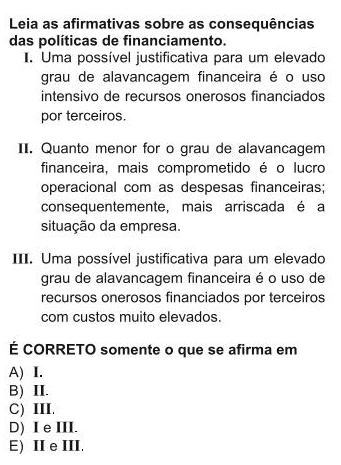 Leia as afirmativas sobre as consequências
das políticas de financiamento.
I. Uma possível justificativa para um elevado
grau de alavancagem financeira é o uso
intensivo de recursos onerosos financiados
por terceiros.
II. Quanto menor for o grau de alavancagem
financeira, mais comprometido é o lucro
operacional com as despesas financeiras;
consequentemente, mais arriscada é a
situação da empresa.
III. Uma possível justificativa para um elevado
grau de alavancagem financeira é o uso de
recursos onerosos financiados por terceiros
com custos muito elevados.
É CORRETO somente o que se afirma em
A) I.
B) II.
C) III.
D) I e III.
E) II e III.